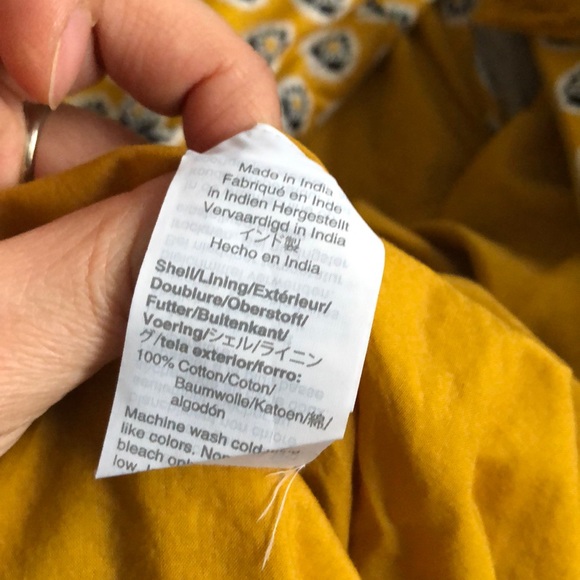 Made in India
Fabriqué en Inde
in Indien Hergestellt
Vervaardigd in India
インド製
Hecho en India
Shell/Lining/Extérieur/
Doublure/Oberstoff/
Futter/Buitenkant/
Voering/シェル/ライニン
グ/tela exterior/forro:
100% Cotton/Coton/
Baumwolle/Katoen/綿/
algodón
Machine wash cold
like colors.
bleach
low.